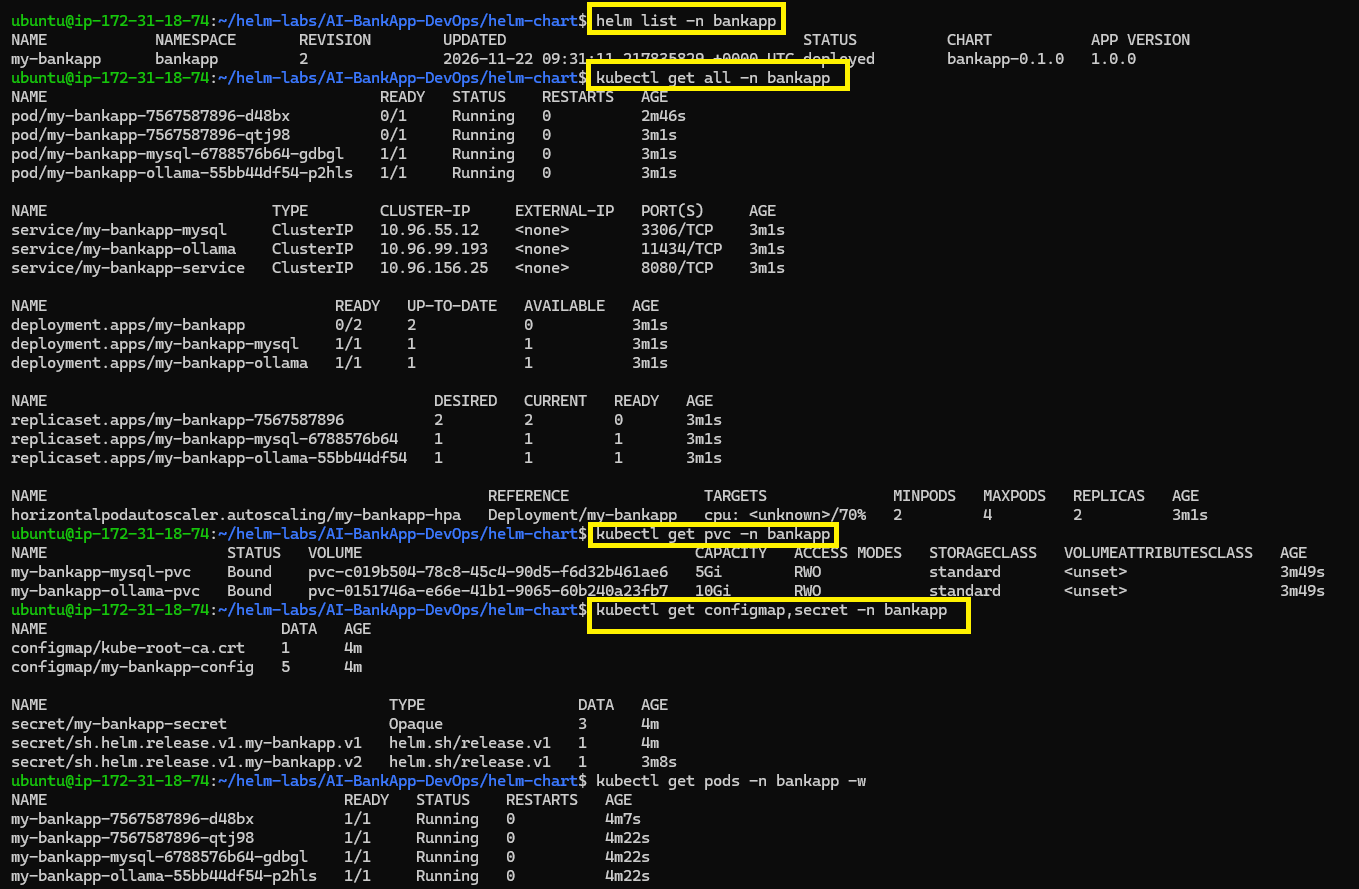 ubuntu@ip-172-31-18-74:~/helm-labs/AI-BankApp-DevOps/helm-chart$ helm list -n bankapp
NAME NAMESPACE REVISION UPDATED STATUS CHART APP VERSION
my-bankapp bankapp 2 2026-11-22 09:31:11.217835829 +0000 UTC deployed bankapp-0.1.0 1.0.0
ubuntu@ip-172-31-18-74:~/helm-labs/AI-BankApp-DevOps/helm-chart$ kubectl get all -n bankapp
NAME READY STATUS RESTARTS AGE
pod/my-bankapp-7567587896-d48bx 0/1 Running 0 2m46s
pod/my-bankapp-7567587896-qtj98 0/1 Running 0 3m1s
pod/my-bankapp-mysql-6788576b64-gdbgl 1/1 Running 0 3m1s
pod/my-bankapp-ollama-55bb44df54-p2hls 1/1 Running 0 3m1s
NAME TYPE CLUSTER-IP EXTERNAL-IP PORT(S) AGE
service/my-bankapp-mysql ClusterIP 10.96.55.12 <none> 3306/TCP 3m1s
service/my-bankapp-ollama ClusterIP 10.96.99.193 <none> 11434/TCP 3m1s
service/my-bankapp-service ClusterIP 10.96.156.25 <none> 8080/TCP 3m1s
NAME READY UP-TO-DATE AVAILABLE AGE
deployment.apps/my-bankapp 0/2 2 0 3m1s
deployment.apps/my-bankapp-mysql 1/1 1 1 3m1s
deployment.apps/my-bankapp-ollama 1/1 1 1 3m1s
NAME DESIRED CURRENT READY AGE
replicaset.apps/my-bankapp-7567587896 2 2 0 3m1s
replicaset.apps/my-bankapp-mysql-6788576b64 1 1 1 3m1s
replicaset.apps/my-bankapp-ollama-55bb44df54 1 1 1 3m1s
NAME REFERENCE TARGETS MINPODS MAXPODS REPLICAS AGE
horizontalpodautoscaler.autoscaling/my-bankapp-hpa Deployment/my-bankapp cpu: <unknown>/70% 2 4 2 3m1s
ubuntu@ip-172-31-18-74:~/helm-labs/AI-BankApp-DevOps/helm-chart$ kubectl get pvc -n bankapp
NAME STATUS VOLUME CAPACITY ACCESS MODES STORAGECLASS VOLUMEATTRIBUTESCLASS AGE
my-bankapp-mysql-pvc Bound pvc-c019b504-78c8-45c4-90d5-f6d32b461ae6 5Gi RWO standard <unset> 3m49s
my-bankapp-ollama-pvc Bound pvc-0151746a-e66e-41b1-9065-60b240a23fb7 10Gi RWO standard <unset> 3m49s
ubuntu@ip-172-31-18-74:~/helm-labs/AI-BankApp-DevOps/helm-chart$ kubectl get configmap,secret -n bankapp
NAME DATA AGE
configmap/kube-root-ca.crt 1 4m
configmap/my-bankapp-config 5 4m
NAME TYPE DATA AGE
secret/my-bankapp-secret Opaque 3 4m
secret/sh.helm.release.v1.my-bankapp.v1 helm.sh/release.v1 1 4m
secret/sh.helm.release.v1.my-bankapp.v2 helm.sh/release.v1 1 3m8s
ubuntu@ip-172-31-18-74:~/helm-labs/AI-BankApp-DevOps/helm-chart$ kubectl get pods -n bankapp -w
NAME READY STATUS RESTARTS AGE
my-bankapp-7567587896-d48bx 1/1 Running 0 4m7s
my-bankapp-7567587896-qtj98 1/1 Running 0 4m22s
my-bankapp-mysql-6788576b64-gdbgl 1/1 Running 0 4m22s
my-bankapp-ollama-55bb44df54-p2hls 1/1 Running 0 4m22s